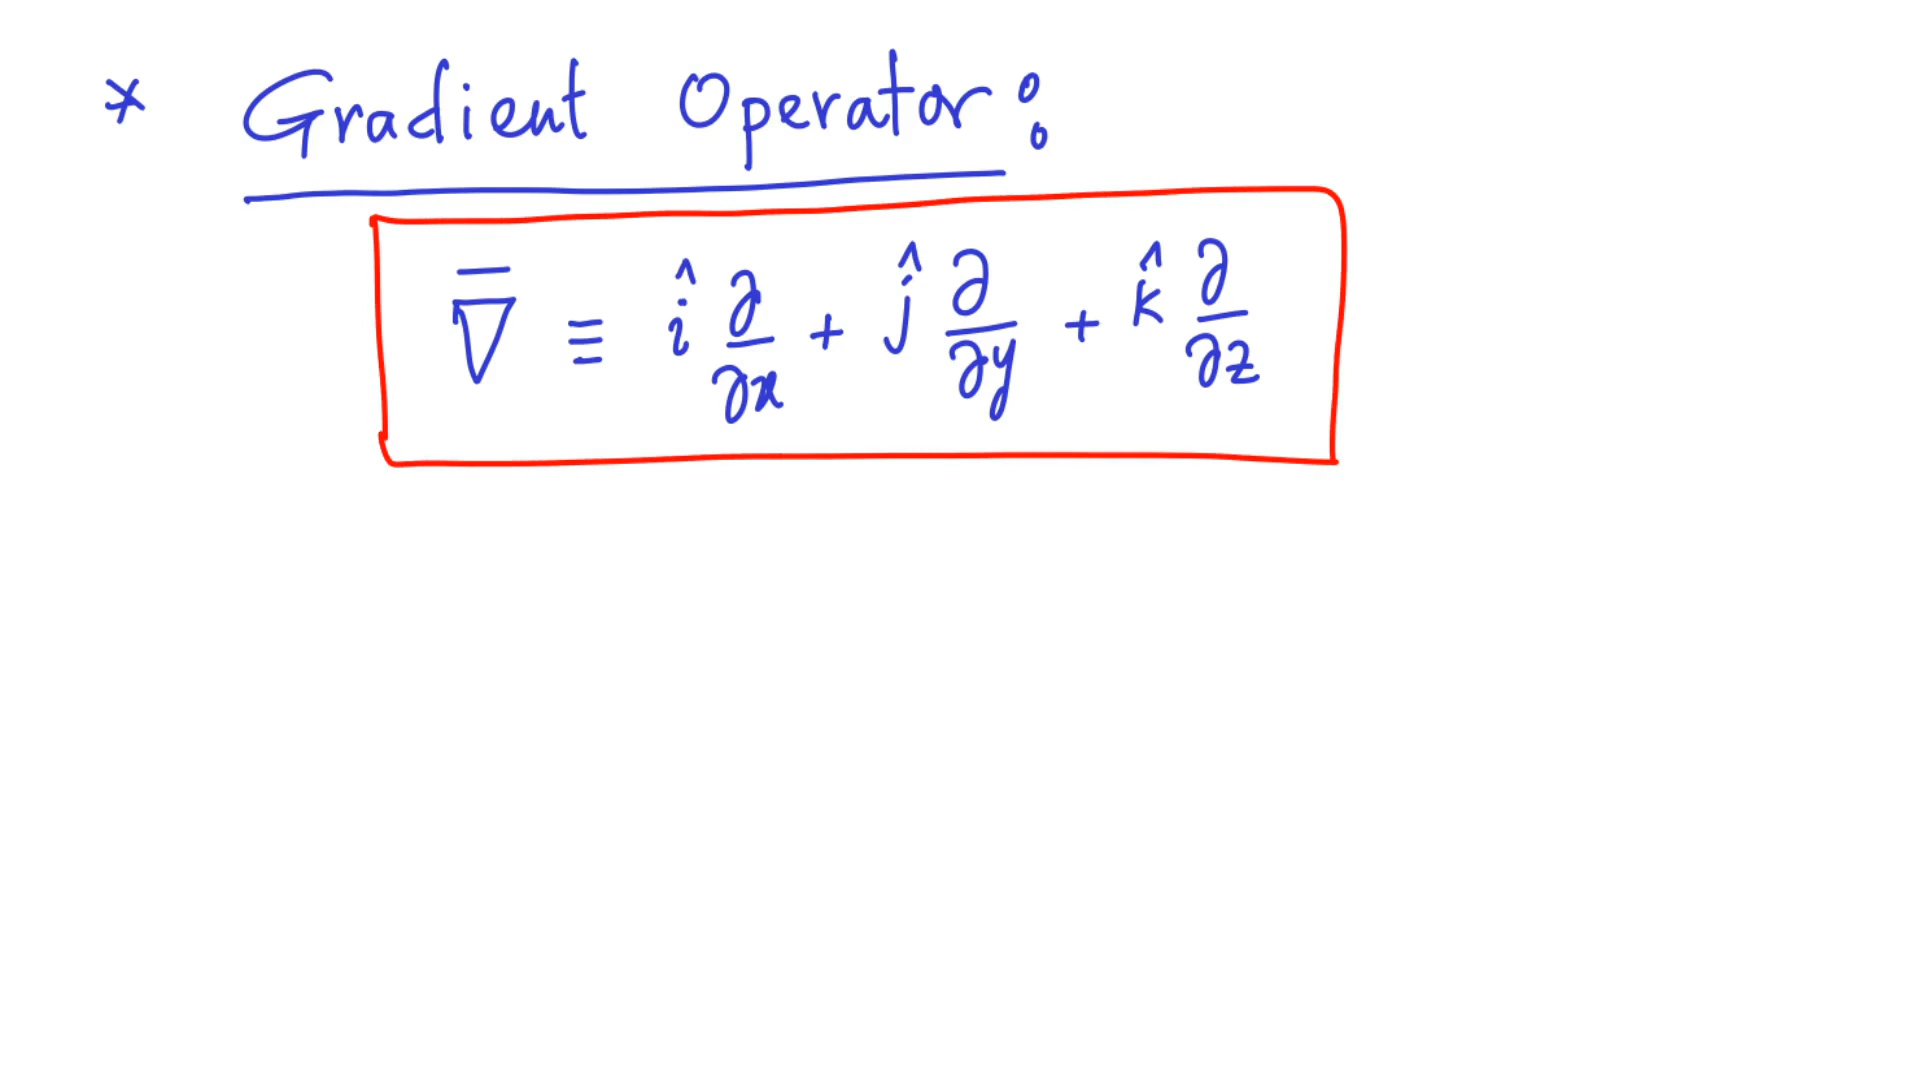 * Gradient Operator:
∇̅ ≡ î ∂/∂x + ĵ ∂/∂y + k̂ ∂/∂z